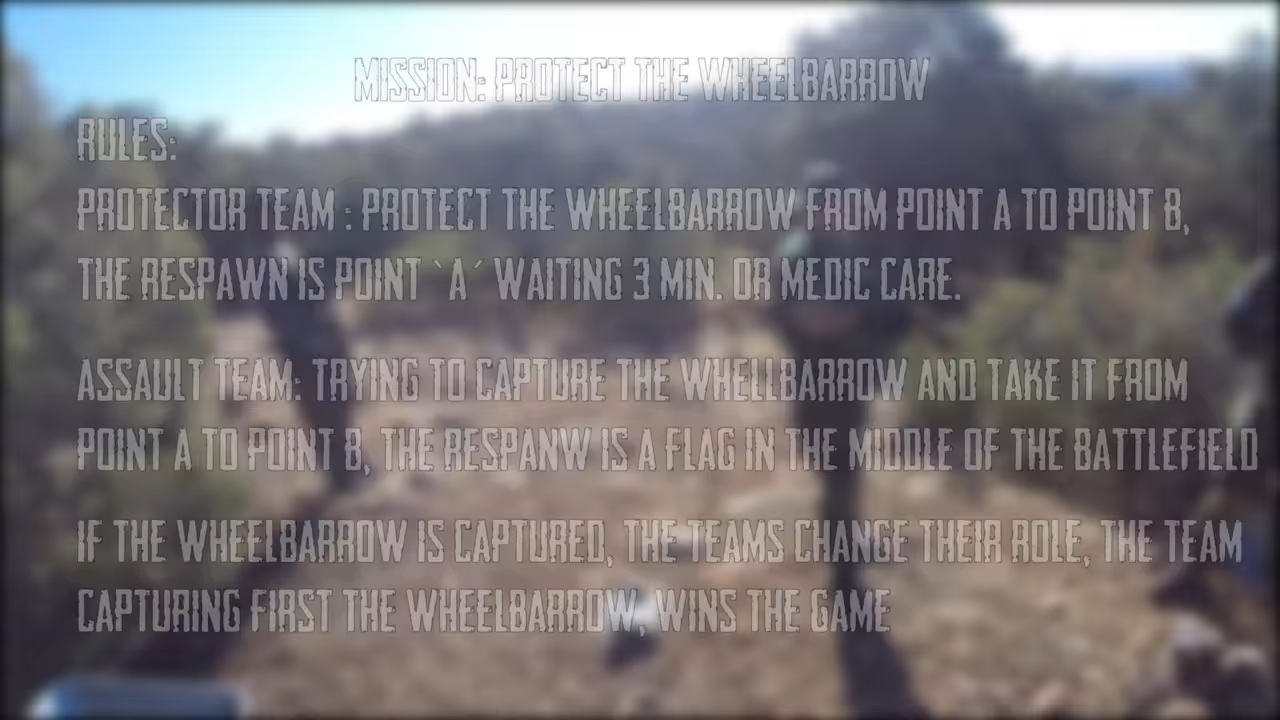 MISSION: PROTECT THE WHEELBARROW
RULES:
PROTECTOR TEAM : PROTECT THE WHEELBARROW FROM POINT A TO POINT B,
THE RESPAWN IS POINT `A´ WAITING 3 MIN. OR MEDIC CARE.
ASSAULT TEAM: TRYING TO CAPTURE THE WHELLBARROW AND TAKE IT FROM
POINT A TO POINT B, THE RESPANW IS A FLAG IN THE MIDDLE OF THE BATTLEFIELD
IF THE WHEELBARROW IS CAPTURED, THE TEAMS CHANGE THEIR ROLE, THE TEAM
CAPTURING FIRST THE WHEELBARROW, WINS THE GAME